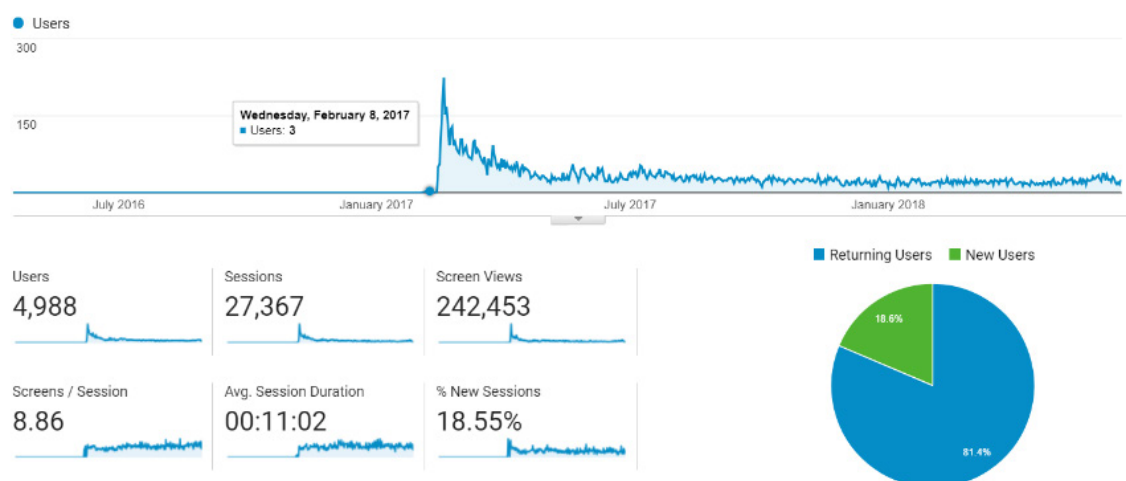 Users
300
150
Wednesday, February 8, 2017
Users: 3
July 2016 January 2017 July 2017 January 2018
Returning Users New Users
Users Sessions Screen Views
4,988 27,367 242,453
18.6%
Screens / Session Avg. Session Duration % New Sessions
8.86 00:11:02 18.55%
81.4%